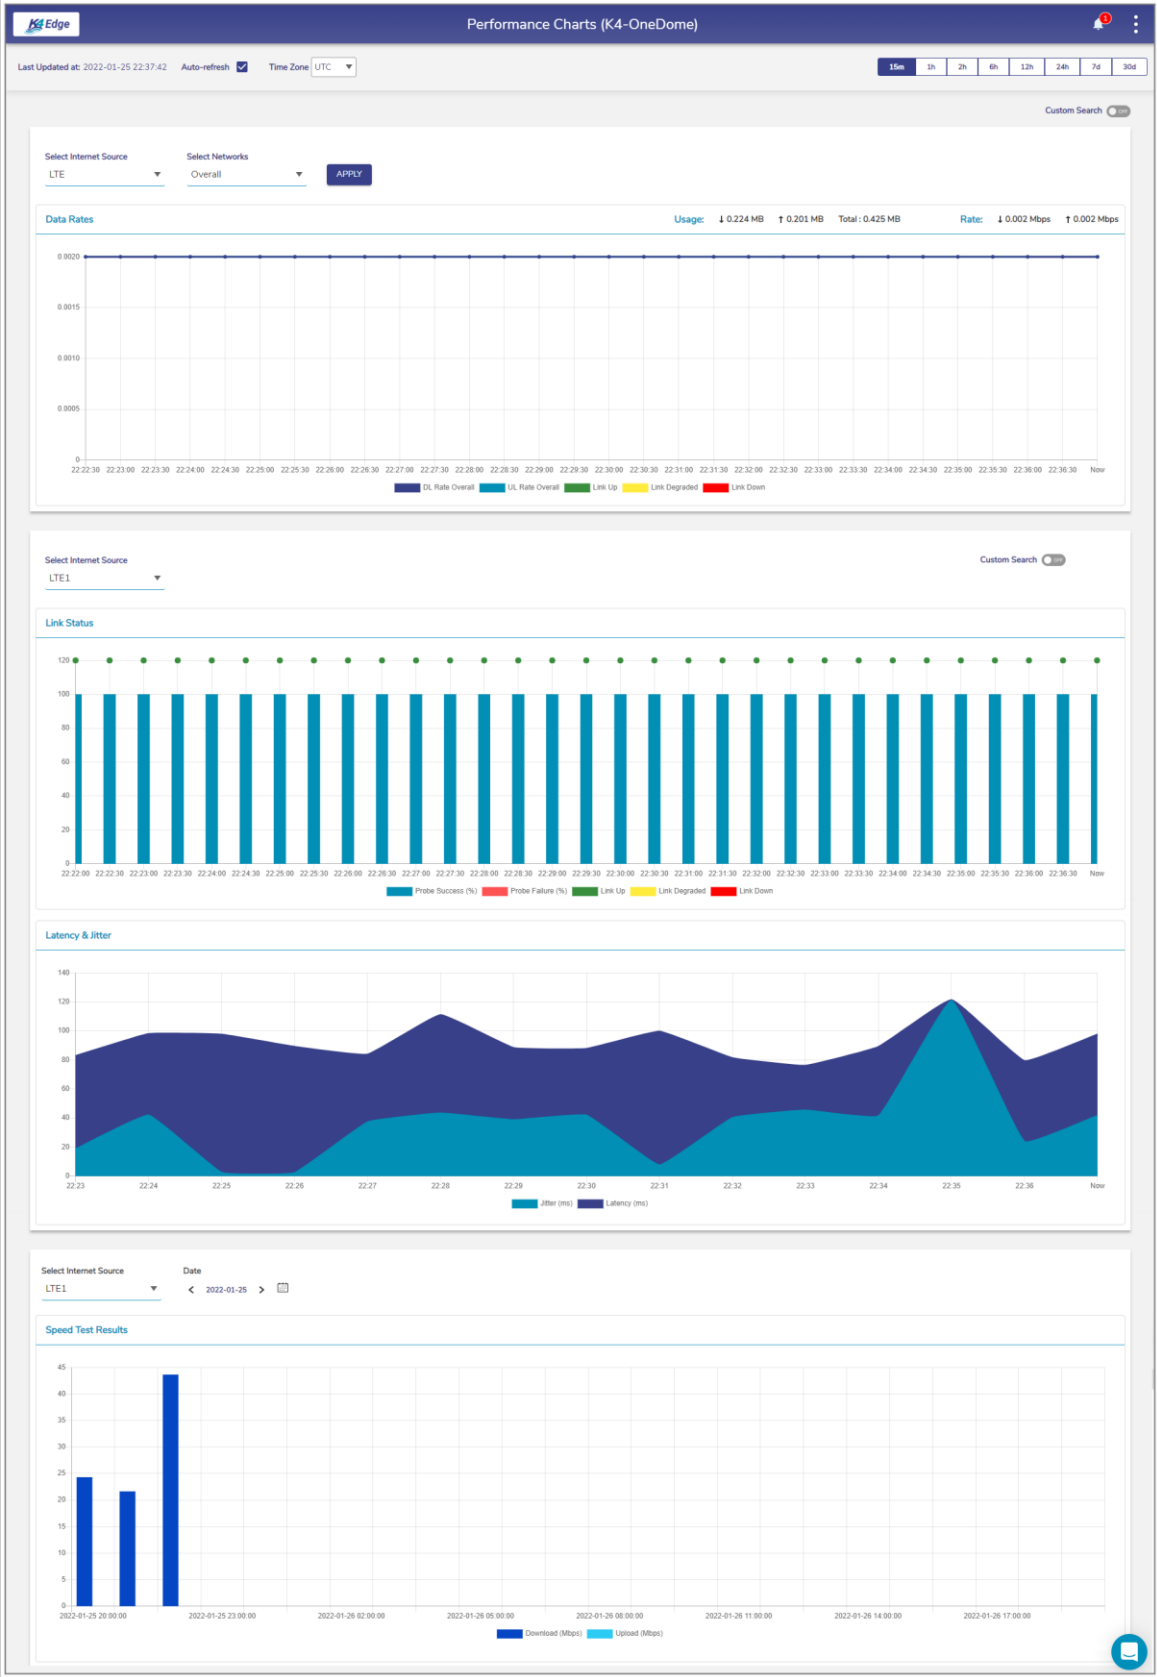 K4 Edge
Performance Charts (K4-OneDome)
1
Last Updated at: 2022-01-25 22:37:42 Auto-refresh Time Zone UTC
15m 1h 2h 6h 12h 24h 7d 30d
Custom Search OFF
Select Internet Source Select Networks
LTE Overall APPLY
Data Rates Usage: ↓ 0.224 MB ↑ 0.201 MB Total : 0.425 MB Rate: ↓ 0.002 Mbps ↑ 0.002 Mbps
0.0020
0.0015
0.0010
0.0005
0
22:22:30 22:23:00 22:23:30 22:24:00 22:24:30 22:25:00 22:25:30 22:26:00 22:26:30 22:27:00 22:27:30 22:28:00 22:28:30 22:29:00 22:29:30 22:30:00 22:30:30 22:31:00 22:31:30 22:32:00 22:32:30 22:33:00 22:33:30 22:34:00 22:34:30 22:35:00 22:35:30 22:36:00 22:36:30 Now
DL Rate Overall UL Rate Overall Link Up Link Degraded Link Down
Select Internet Source Custom Search OFF
LTE1
Link Status
120
100
80
60
40
20
0
22:22:00 22:22:30 22:23:00 22:23:30 22:24:00 22:24:30 22:25:00 22:25:30 22:26:00 22:26:30 22:27:00 22:27:30 22:28:00 22:28:30 22:29:00 22:29:30 22:30:00 22:30:30 22:31:00 22:31:30 22:32:00 22:32:30 22:33:00 22:33:30 22:34:00 22:34:30 22:35:00 22:35:30 22:36:00 22:36:30 Now
Probe Success (%) Probe Failure (%) Link Up Link Degraded Link Down
Latency & Jitter
140
120
100
80
60
40
20
0
22:23 22:24 22:25 22:26 22:27 22:28 22:29 22:30 22:31 22:32 22:33 22:34 22:35 22:36 Now
Jitter (ms) Latency (ms)
Select Internet Source Date
LTE1 < 2022-01-25 >
Speed Test Results
45
40
35
30
25
20
15
10
5
0
2022-01-25 20:00:00 2022-01-25 23:00:00 2022-01-26 02:00:00 2022-01-26 05:00:00 2022-01-26 08:00:00 2022-01-26 11:00:00 2022-01-26 14:00:00 2022-01-26 17:00:00
Download (Mbps) Upload (Mbps)